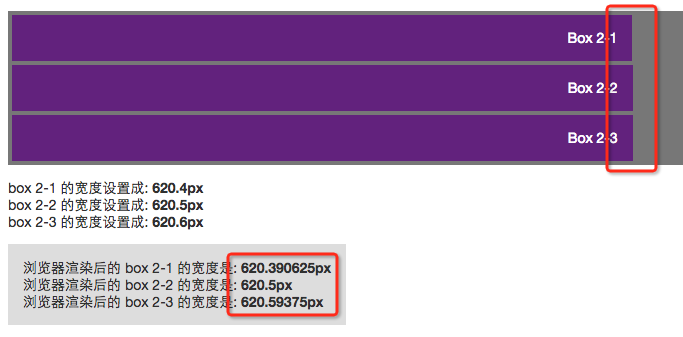 Box 2-1
Box 2-2
Box 2-3
box 2-1 的宽度设置成: 620.4px
box 2-2 的宽度设置成: 620.5px
box 2-3 的宽度设置成: 620.6px
浏览器渲染后的 box 2-1 的宽度是: 620.390625px
浏览器渲染后的 box 2-2 的宽度是: 620.5px
浏览器渲染后的 box 2-3 的宽度是: 620.59375px